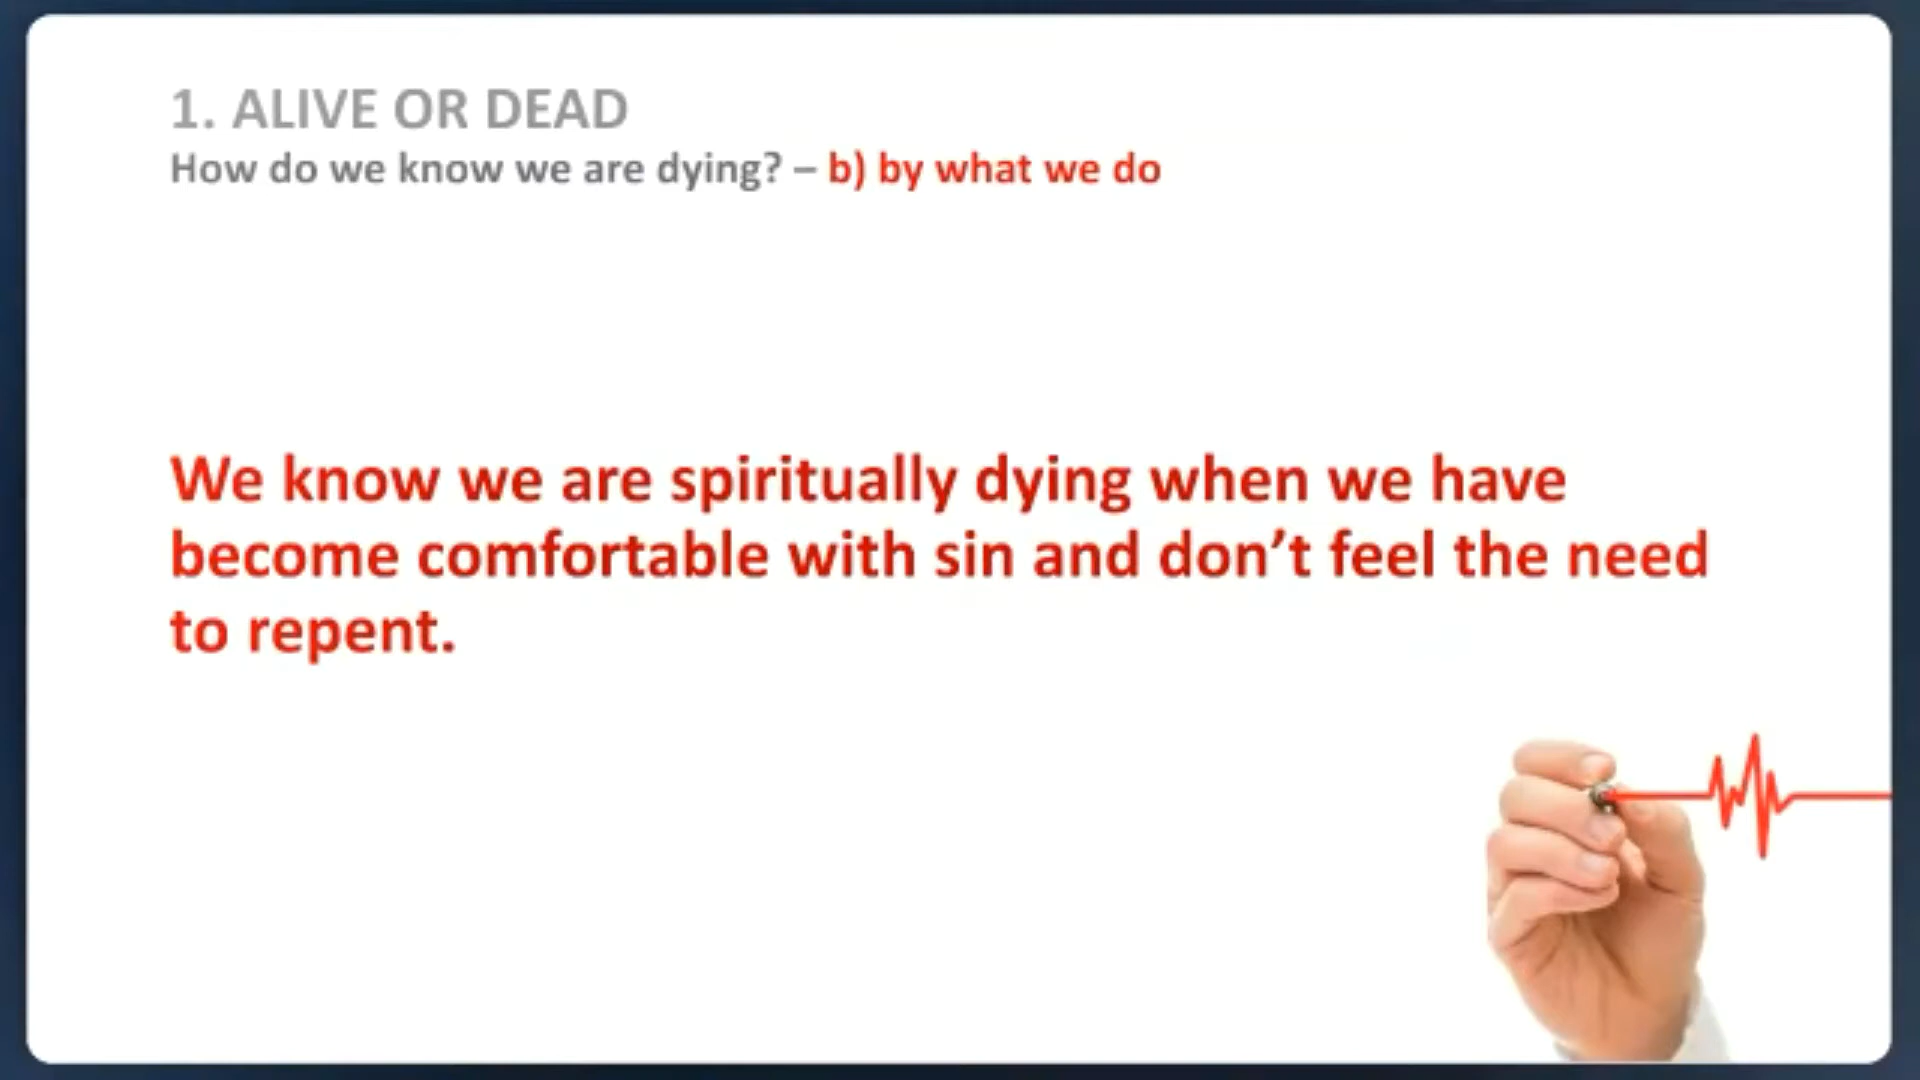 1. ALIVE OR DEAD
How do we know we are dying? – b) by what we do
We know we are spiritually dying when we have
become comfortable with sin and don’t feel the need
to repent.